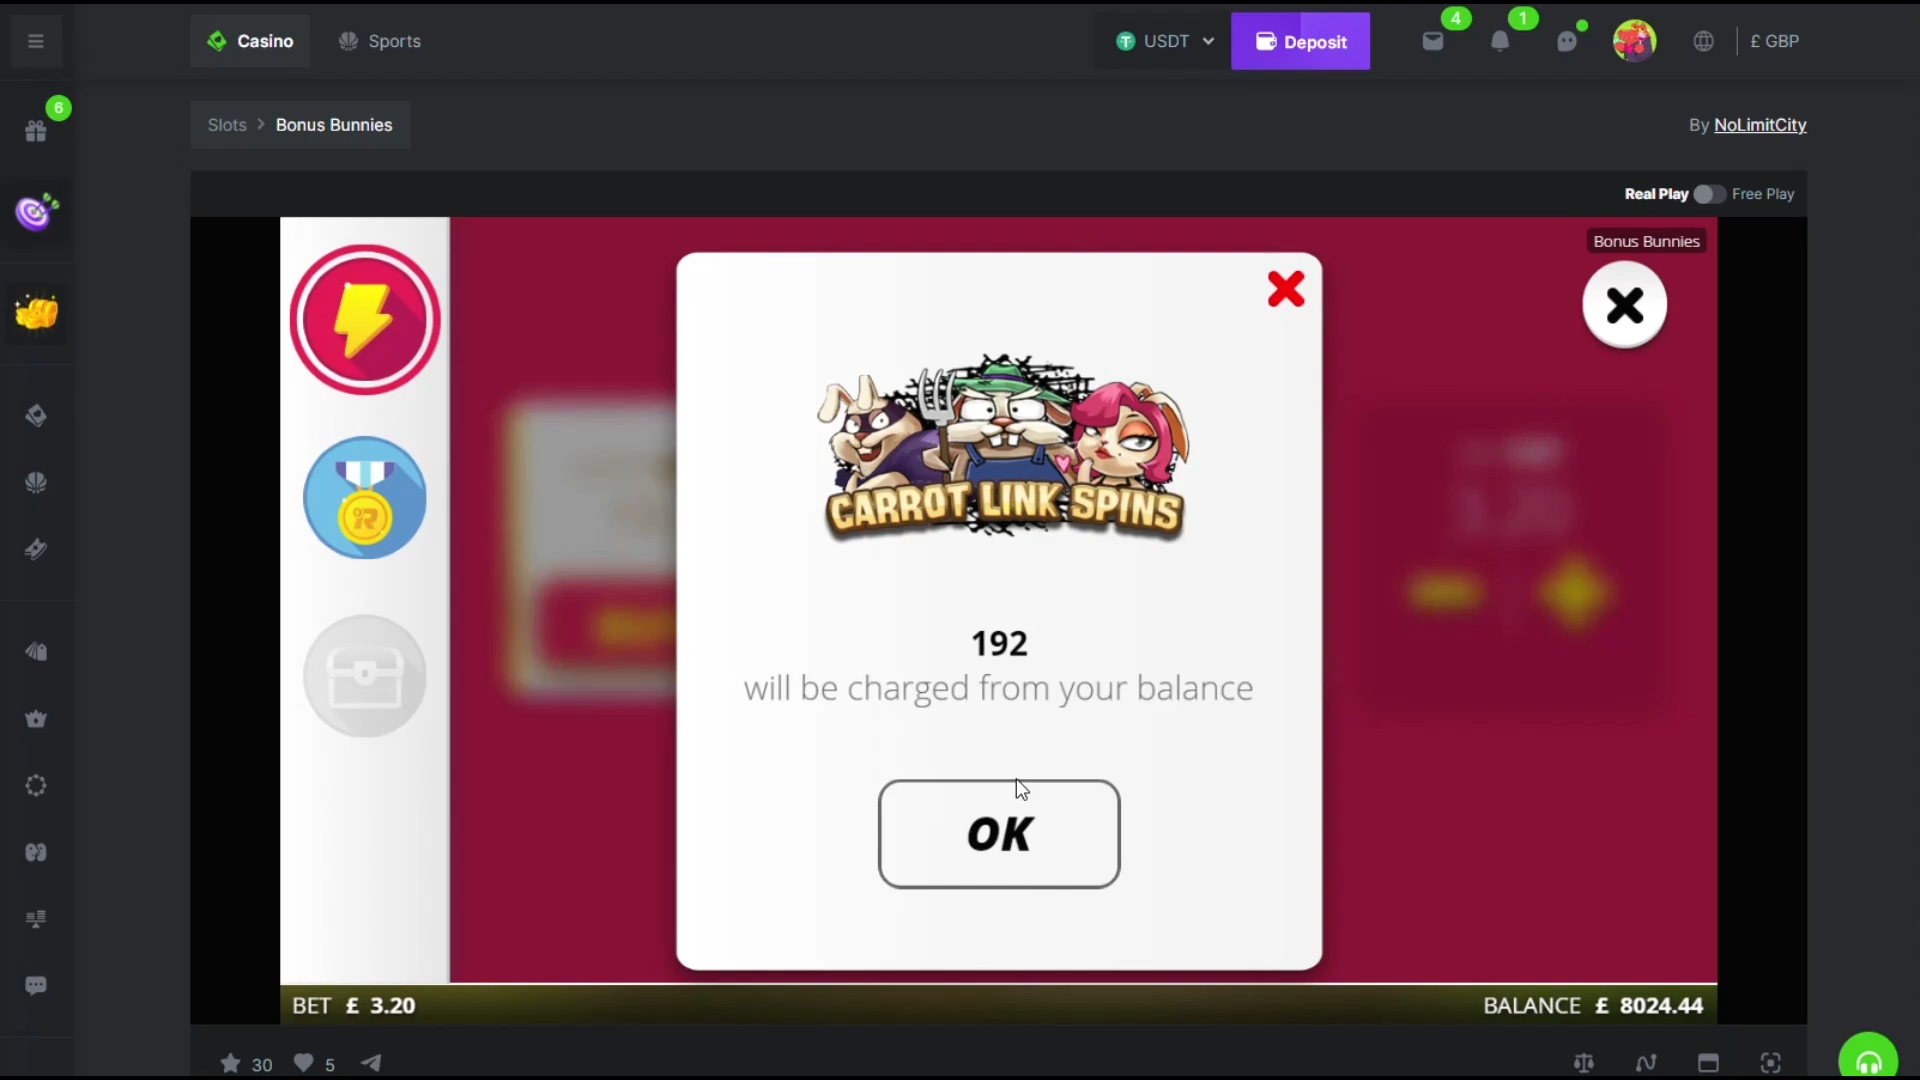 Casino
Sports
USDT
Deposit
4
1
£ GBP
6
Slots > Bonus Bunnies
By NoLimitCity
Real Play
Free Play
Bonus Bunnies
CARROT LINK SPINS
192
will be charged from your balance
OK
BET £ 3.20
BALANCE £ 8024.44
30
5